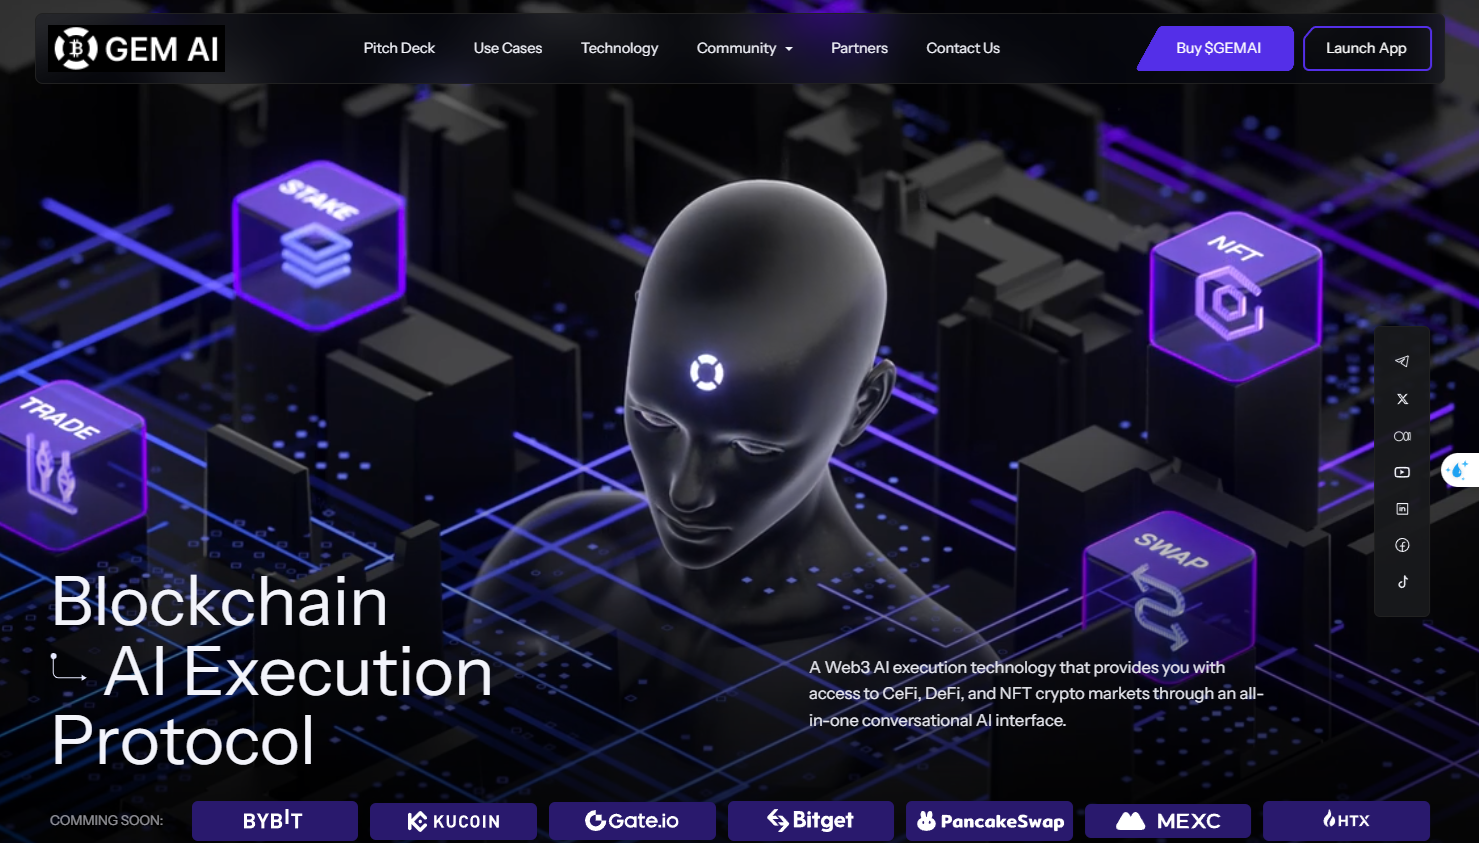 GEM AI
Pitch Deck
Use Cases
Technology
Community
Partners
Contact Us
Buy $GEMAI
Launch App
STAKE
NFT
TRADE
SWAP
Blockchain
AI Execution
Protocol
A Web3 AI execution technology that provides you with
access to CeFi, DeFi, and NFT crypto markets through an all-
in-one conversational AI interface.
COMMING SOON:
BYBIT
KUCOIN
Gate.io
Bitget
PancakeSwap
MEXC
HTX